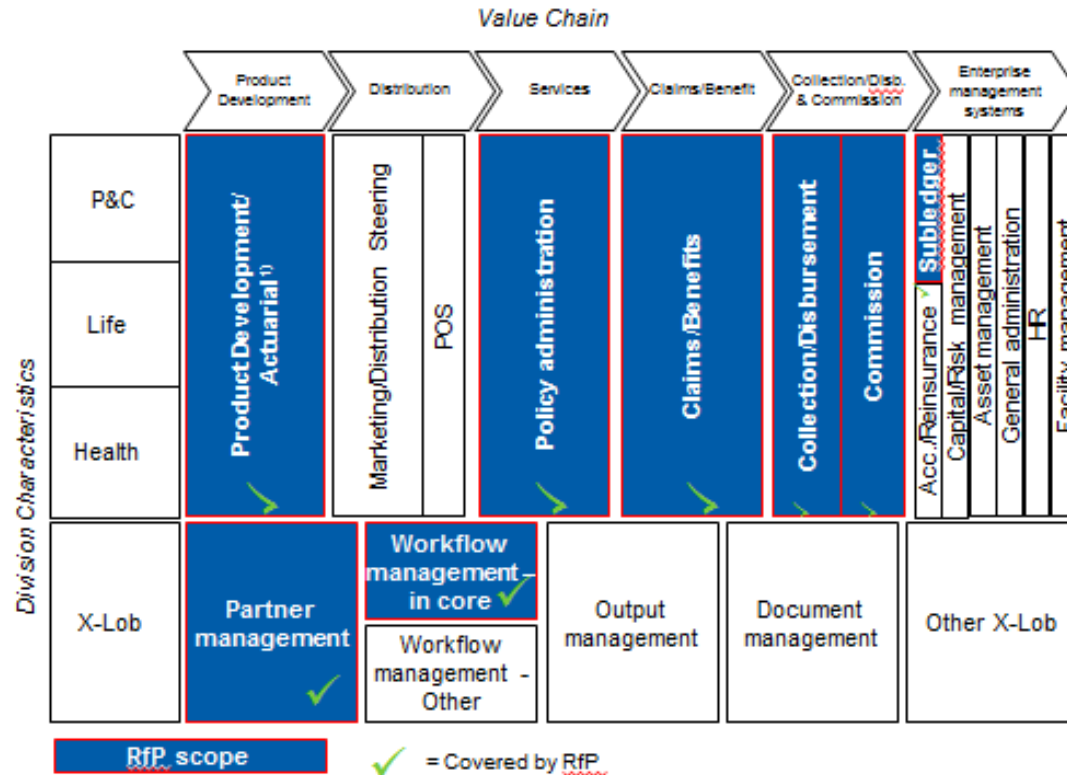 Value Chain
Product
Development
Distribution
Services
Claims/Benefit
Collection/Disb.
& Commission
Enterprise
management
systems
Division Characteristics
P&C
Life
Health
X-Lob
Product Development/
Actuarial¹⁾
Marketing/Distribution Steering
POS
Policy administration
Claims/Benefits
Collection/Disbursement
Commission
Subledger
Acc./Reinsurance
Capital/Risk management
Asset management
General administration
HR
Facility management
Partner
management
Workflow
management –
in core
Workflow
management -
Other
Output
management
Document
management
Other X-Lob
RfP scope
= Covered by RfP